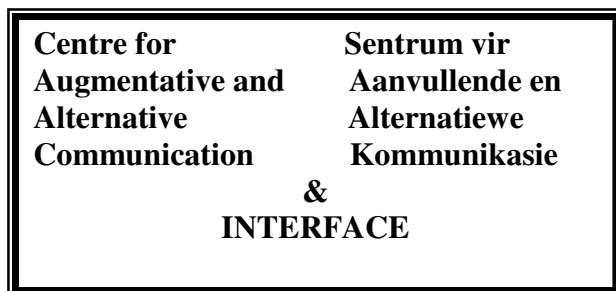 Centre for Sentrum vir
Augmentative and Aanvullende en
Alternative Alternatiewe
Communication Kommunikasie
&
INTERFACE